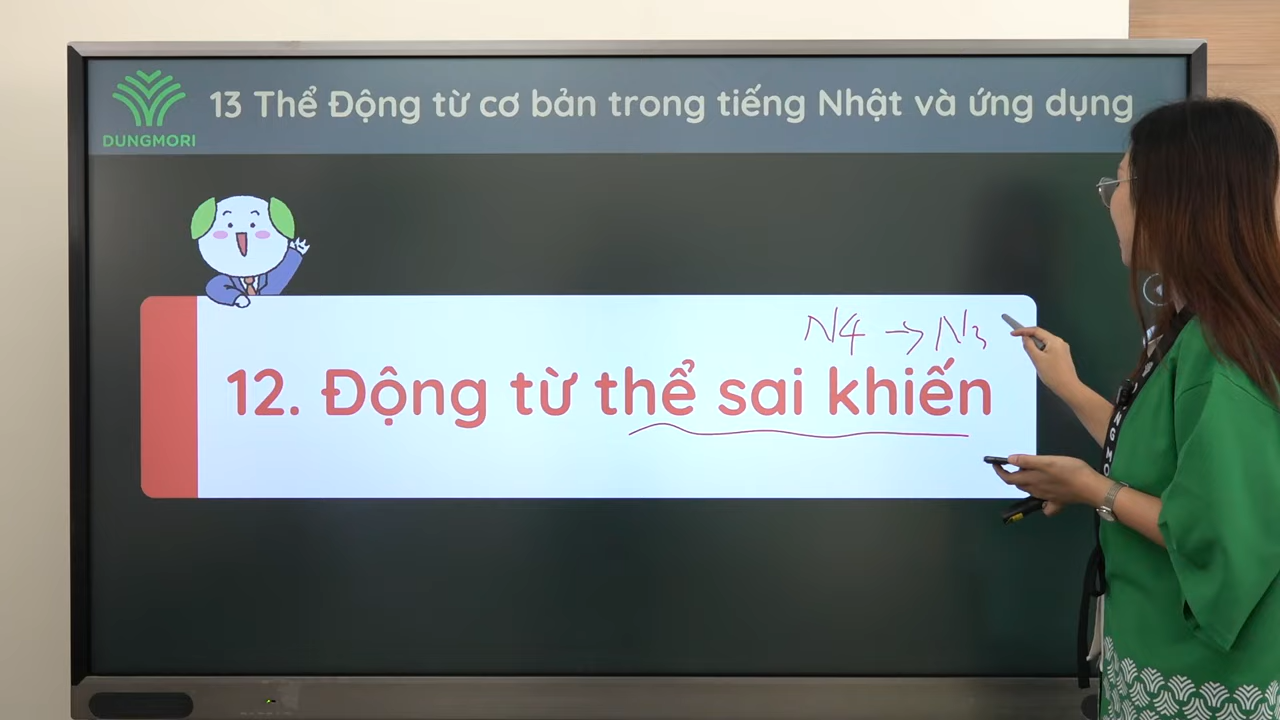 DUNGMORI
13 Thể Động từ cơ bản trong tiếng Nhật và ứng dụng
N4 → N3
12. Động từ thể sai khiến